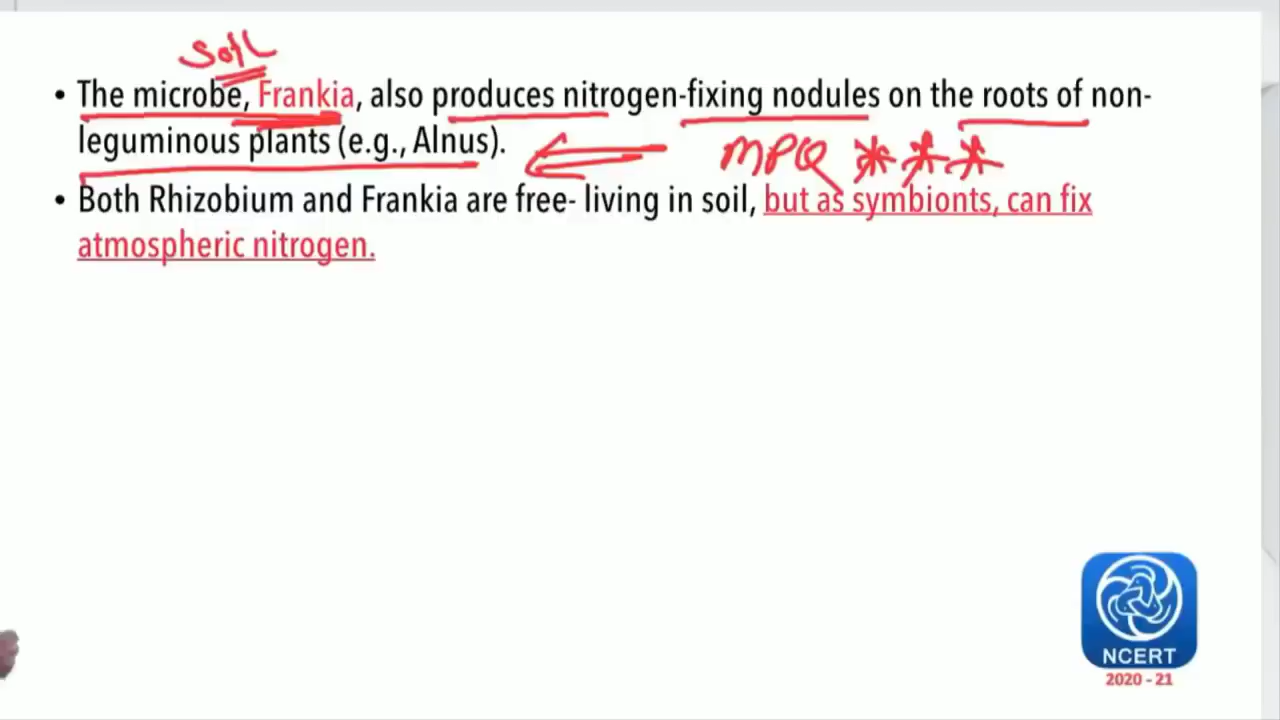 Soil
• The microbe, Frankia, also produces nitrogen-fixing nodules on the roots of non-
leguminous plants (e.g., Alnus).
MPQ ***
• Both Rhizobium and Frankia are free- living in soil, but as symbionts, can fix
atmospheric nitrogen.
NCERT
2020 - 21